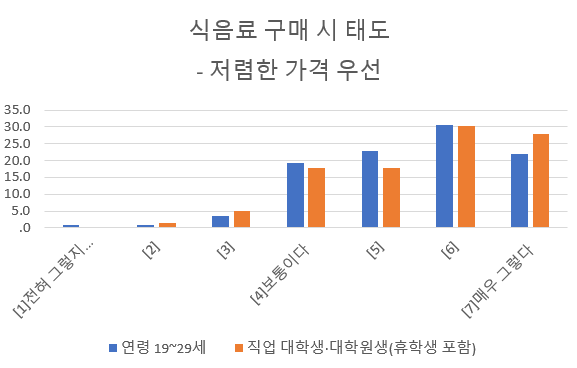 식음료 구매 시 태도
- 저렴한 가격 우선
35.0
30.0
25.0
20.0
15.0
10.0
5.0
.0
[1]전혀 그렇지...
[2]
[3]
[4]보통이다
[5]
[6]
[7]매우 그렇다
연령 19~29세
직업 대학생·대학원생(휴학생 포함)